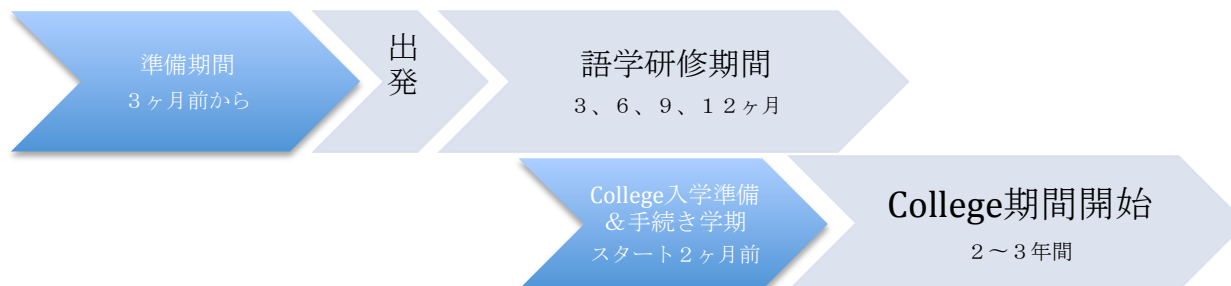 準備期間
３ヶ月前から
出
発
語学研修期間
３、６、９、１２ヶ月
College入学準備
＆手続き学期
スタート２ヶ月前
College期間開始
２～３年間